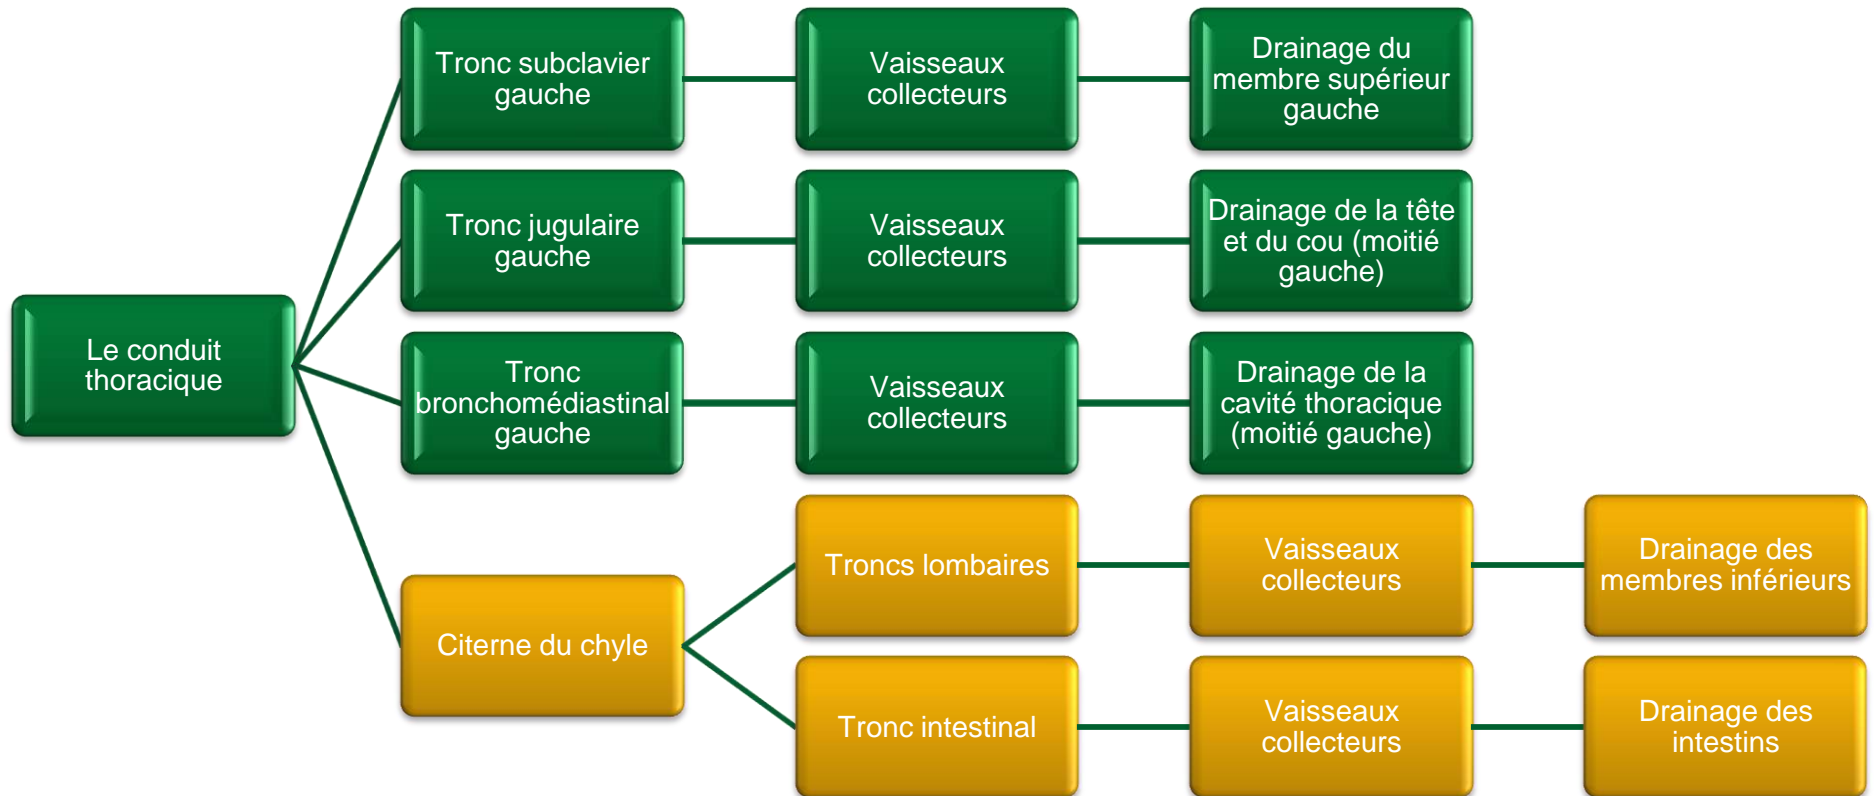 Le conduit
thoracique
Tronc subclavier
gauche
Vaisseaux
collecteurs
Drainage du
membre supérieur
gauche
Tronc jugulaire
gauche
Vaisseaux
collecteurs
Drainage de la tête
et du cou (moitié
gauche)
Tronc
bronchomédiastinal
gauche
Vaisseaux
collecteurs
Drainage de la
cavité thoracique
(moitié gauche)
Citerne du chyle
Troncs lombaires
Vaisseaux
collecteurs
Drainage des
membres inférieurs
Tronc intestinal
Vaisseaux
collecteurs
Drainage des
intestins